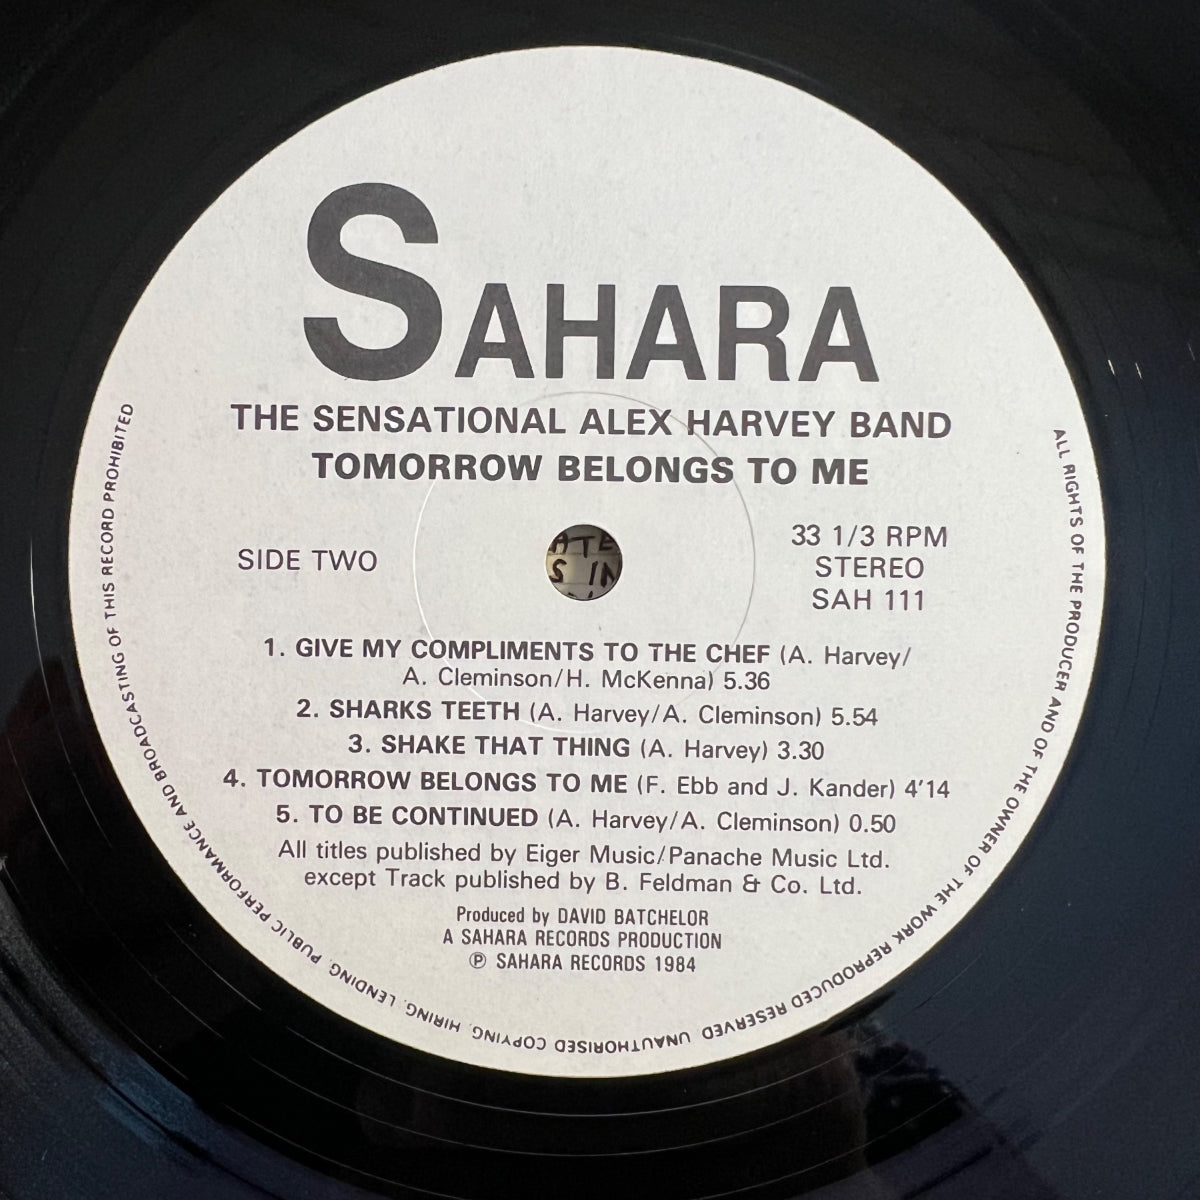 SAHARA
THE SENSATIONAL ALEX HARVEY BAND
TOMORROW BELONGS TO ME
SIDE TWO
33 1/3 RPM
STEREO
SAH 111
ATE
S IN
1. GIVE MY COMPLIMENTS TO THE CHEF (A. Harvey/
A. Cleminson/H. McKenna) 5.36
2. SHARKS TEETH (A. Harvey/A. Cleminson) 5.54
3. SHAKE THAT THING (A. Harvey) 3.30
4. TOMORROW BELONGS TO ME (F. Ebb and J. Kander) 4'14
5. TO BE CONTINUED (A. Harvey/A. Cleminson) 0.50
All titles published by Eiger Music/Panache Music Ltd.
except Track published by B. Feldman & Co. Ltd.
Produced by DAVID BATCHELOR
A SAHARA RECORDS PRODUCTION
℗ SAHARA RECORDS 1984
ALL RIGHTS OF THE PRODUCER AND OF THE OWNER OF THE WORK REPRODUCED RESERVED UNAUTHORISED COPYING, HIRING, LENDING, PUBLIC PERFORMANCE AND BROADCASTING OF THIS RECORD PROHIBITED